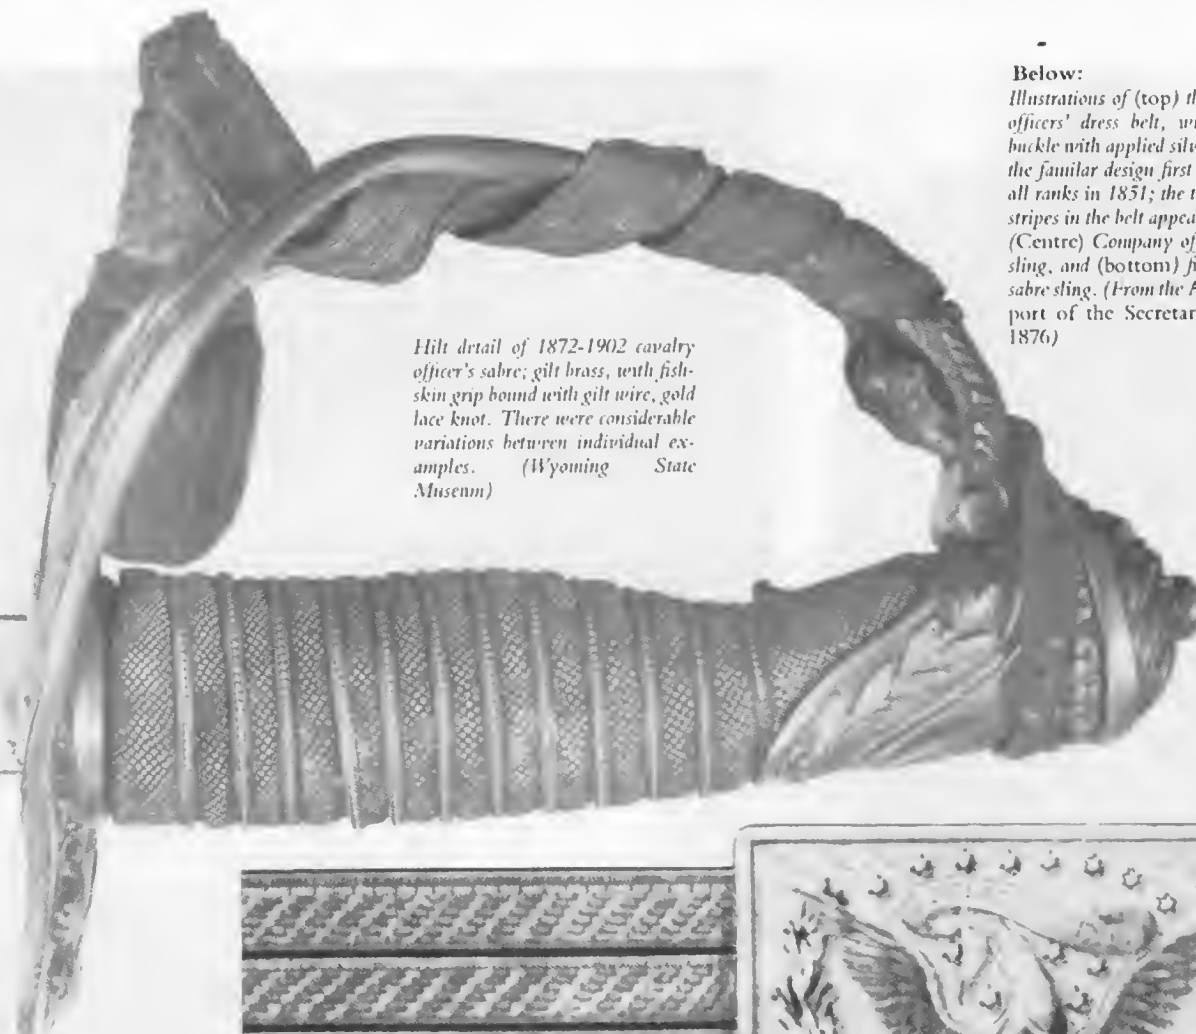 Below:
Illustrations of (top) th
officers' dress belt, wi
buckle with applied silv
the familar design first
all ranks in 1851; the t
stripes in the belt appea
(Centre) Company of
sling, and (bottom) fi
sabre sling. (From the A
port of the Secretar
1876)
Hilt detail of 1872-1902 cavalry
officer's sabre; gilt brass, with fish-
skin grip bound with gilt wire, gold
lace knot. There were considerable
variations between individual ex-
amples. (Wyoming State
Museum)